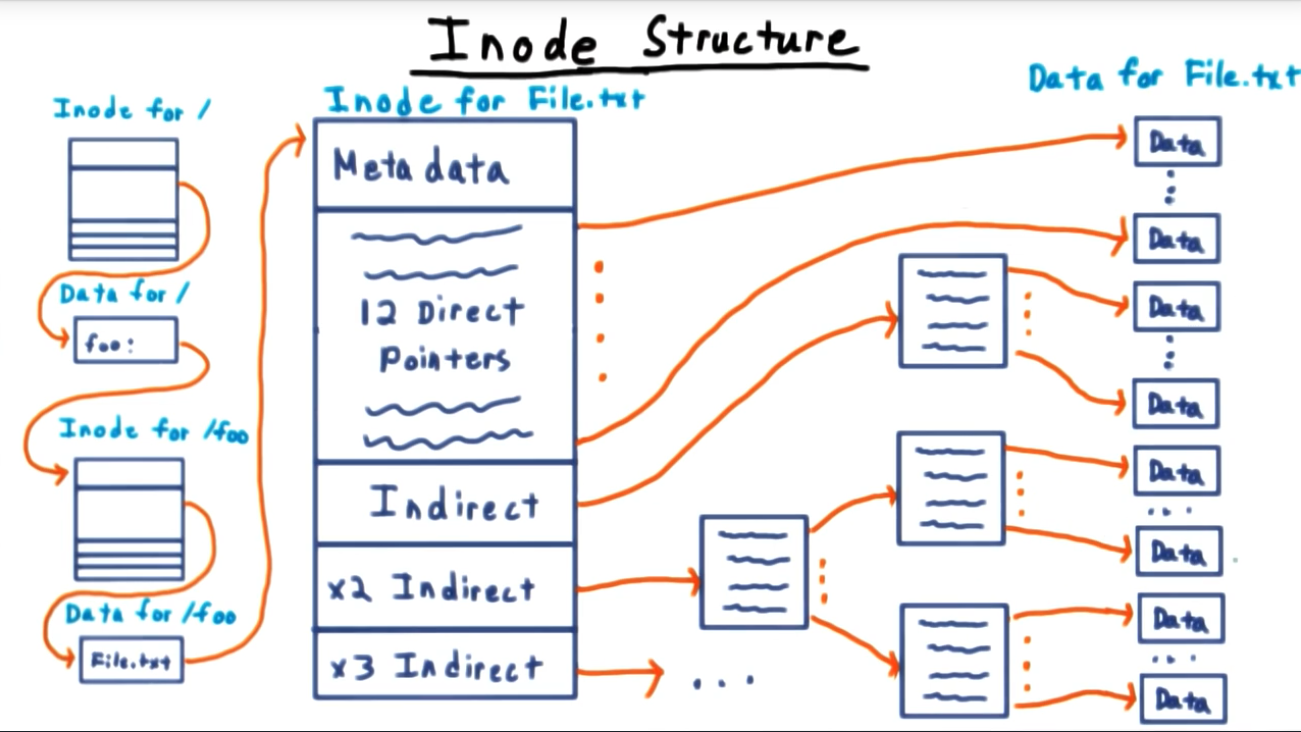 Inode Structure
Inode for /
Data for /
foo:
Inode for /foo
Data for /foo
File.txt
Inode for File.txt
Meta data
12 Direct
Pointers
Indirect
x2 Indirect
x3 Indirect
...
Data for File.txt
Data
Data
Data
Data
Data
...
Data
Data
...
Data